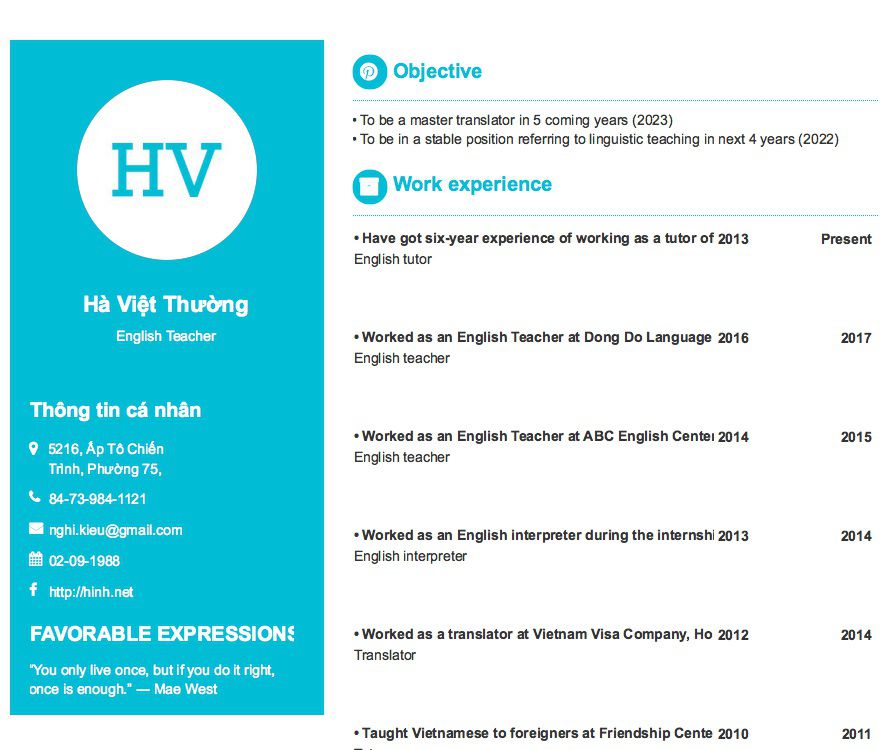 HV
Hà Việt Thường
English Teacher
Thông tin cá nhân
5216, Ấp Tô Chiến
Trinh, Phường 75,
84-73-984-1121
nghi.kieu@gmail.com
02-09-1988
http://hinh.net
FAVORABLE EXPRESSIONS
"You only live once, but if you do it right,
once is enough." — Mae West
Objective
• To be a master translator in 5 coming years (2023)
• To be in a stable position referring to linguistic teaching in next 4 years (2022)
Work experience
• Have got six-year experience of working as a tutor of 2013 Present
English tutor
• Worked as an English Teacher at Dong Do Language 2016 2017
English teacher
• Worked as an English Teacher at ABC English Center 2014 2015
English teacher
• Worked as an English interpreter during the internshi 2013 2014
English interpreter
• Worked as a translator at Vietnam Visa Company, Ho 2012 2014
Translator
• Taught Vietnamese to foreigners at Friendship Cente 2010 2011